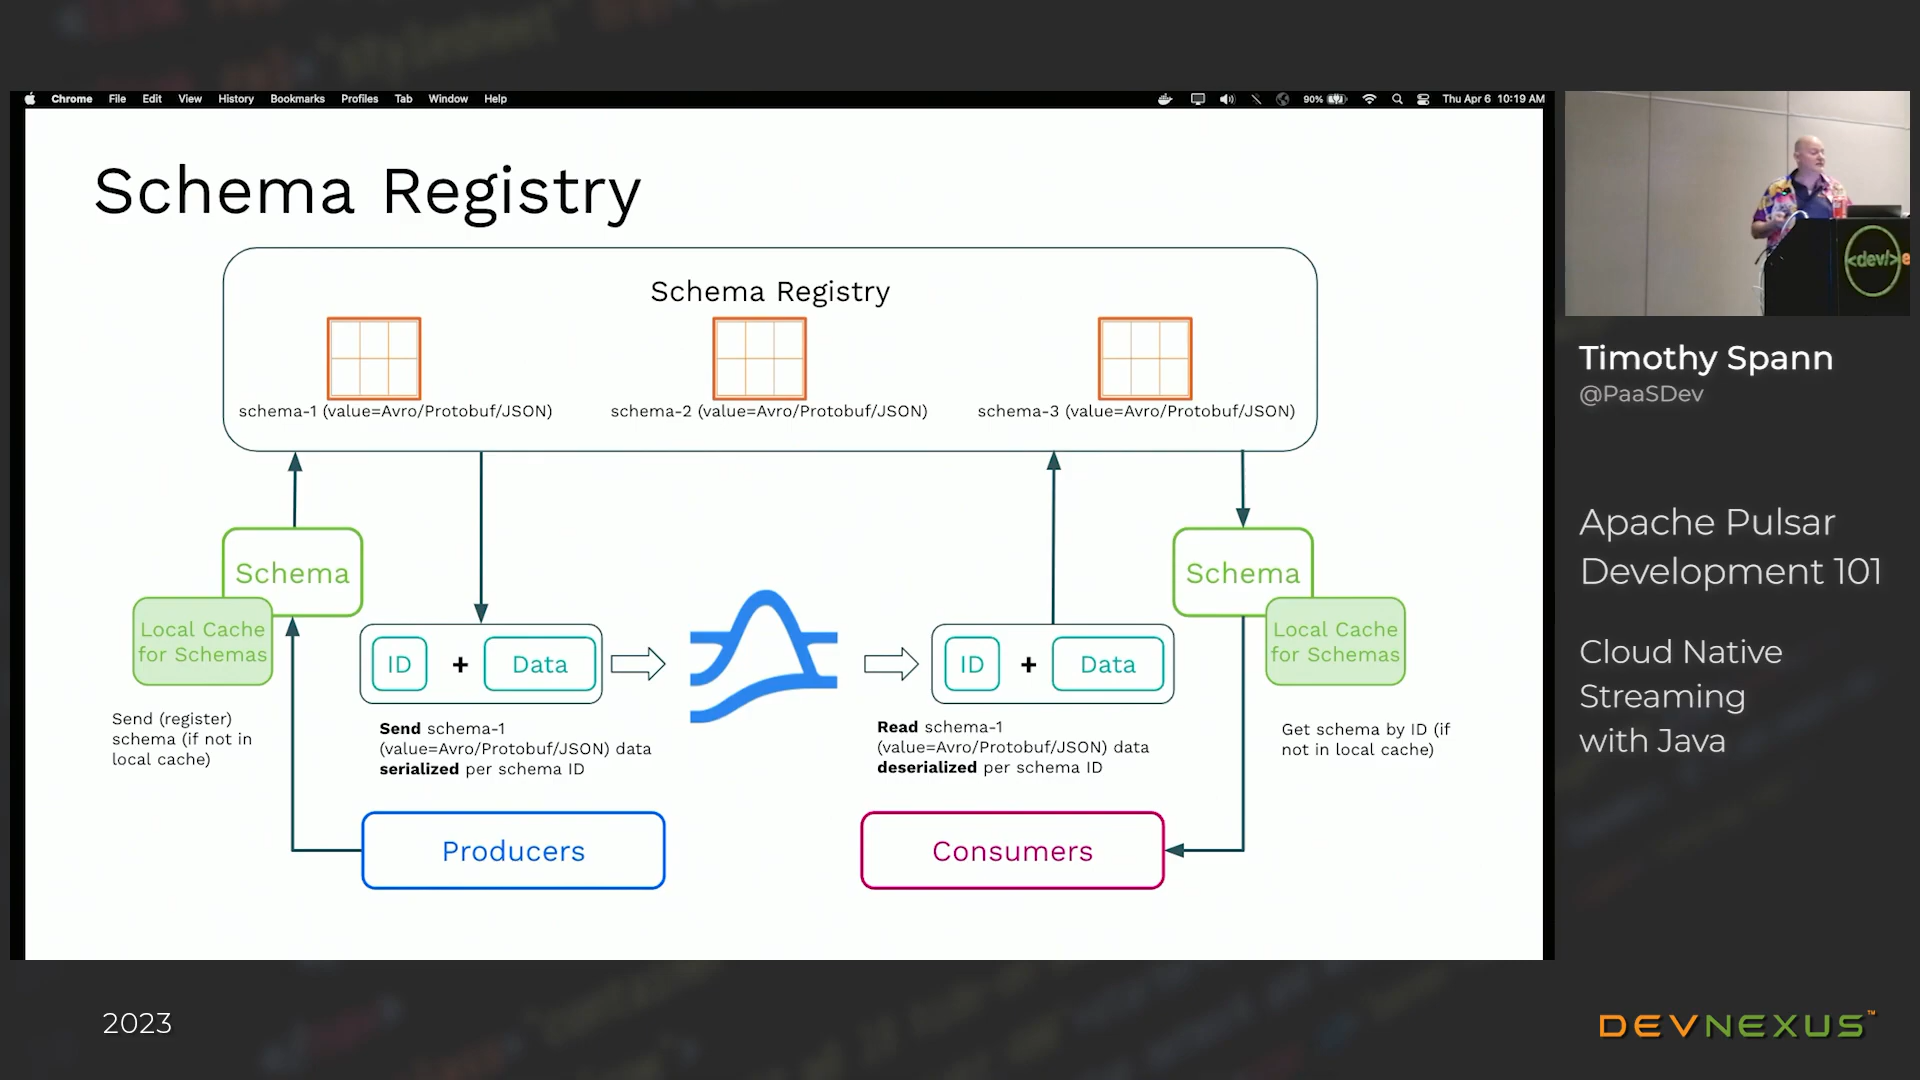 Chrome File Edit View History Bookmarks Profiles Tab Window Help
90% Thu Apr 6 10:19 AM
Schema Registry
Schema Registry
schema-1 (value=Avro/Protobuf/JSON)
schema-2 (value=Avro/Protobuf/JSON)
schema-3 (value=Avro/Protobuf/JSON)
Schema
Local Cache
for Schemas
Send (register)
schema (if not in
local cache)
ID + Data
Send schema-1
(value=Avro/Protobuf/JSON) data
serialized per schema ID
Producers
ID + Data
Read schema-1
(value=Avro/Protobuf/JSON) data
deserialized per schema ID
Consumers
Schema
Local Cache
for Schemas
Get schema by ID (if
not in local cache)
<dev/>e
Timothy Spann
@PaaSDev
Apache Pulsar
Development 101
Cloud Native
Streaming
with Java
2023
DEVNEXUS™